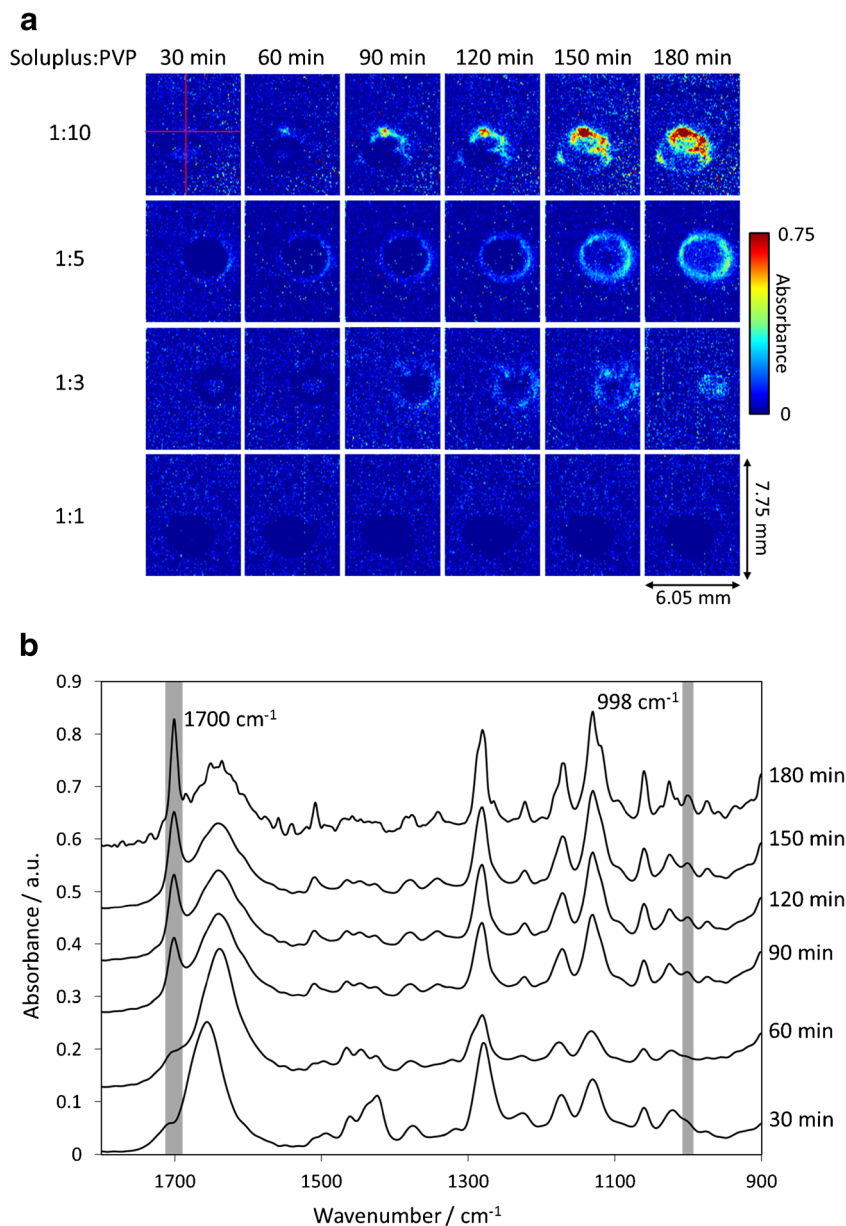 a
Soluplus:PVP 30 min 60 min 90 min 120 min 150 min 180 min
1:10
1:5
1:3
1:1
0.75
Absorbance
0
7.75 mm
6.05 mm
b
0.9
0.8
0.7
0.6
0.5
0.4
0.3
0.2
0.1
0
Absorbance / a.u.
1700 cm⁻¹
998 cm⁻¹
180 min
150 min
120 min
90 min
60 min
30 min
1700 1500 1300 1100 900
Wavenumber / cm⁻¹